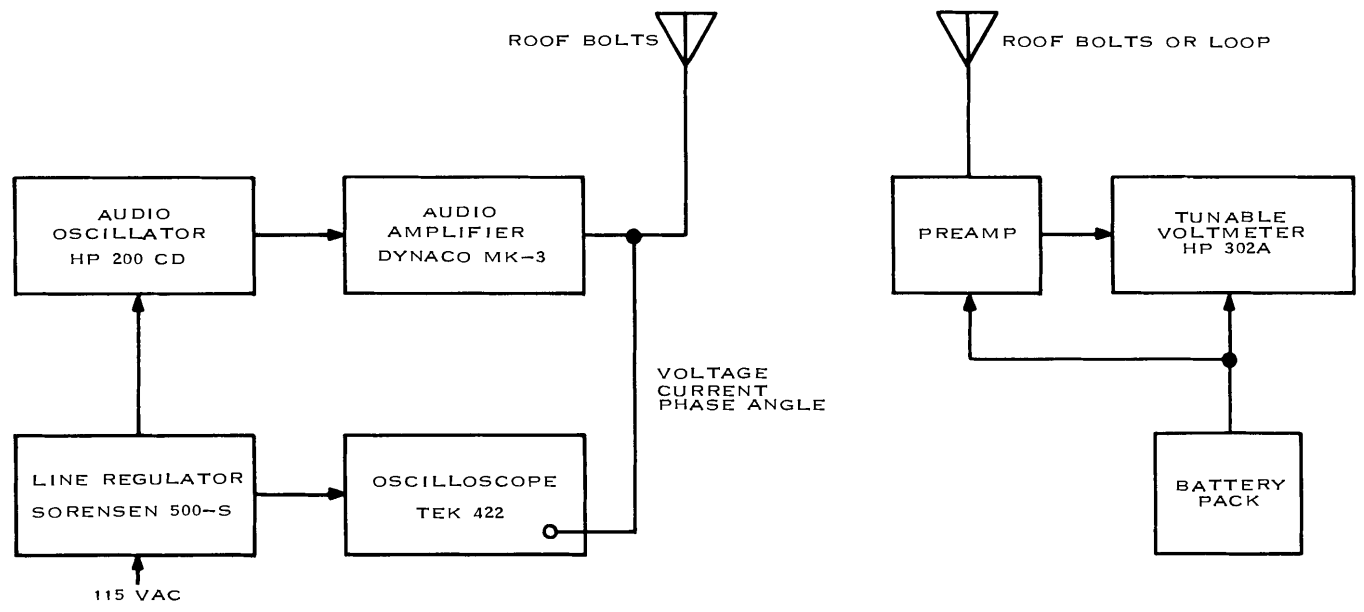 ROOF BOLTS
AUDIO
OSCILLATOR
HP 200 CD
AUDIO
AMPLIFIER
DYNACO MK-3
VOLTAGE
CURRENT
PHASE ANGLE
LINE REGULATOR
SORENSEN 500-S
OSCILLOSCOPE
TEK 422
115 VAC
ROOF BOLTS OR LOOP
PREAMP
TUNABLE
VOLTMETER
HP 302A
BATTERY
PACK